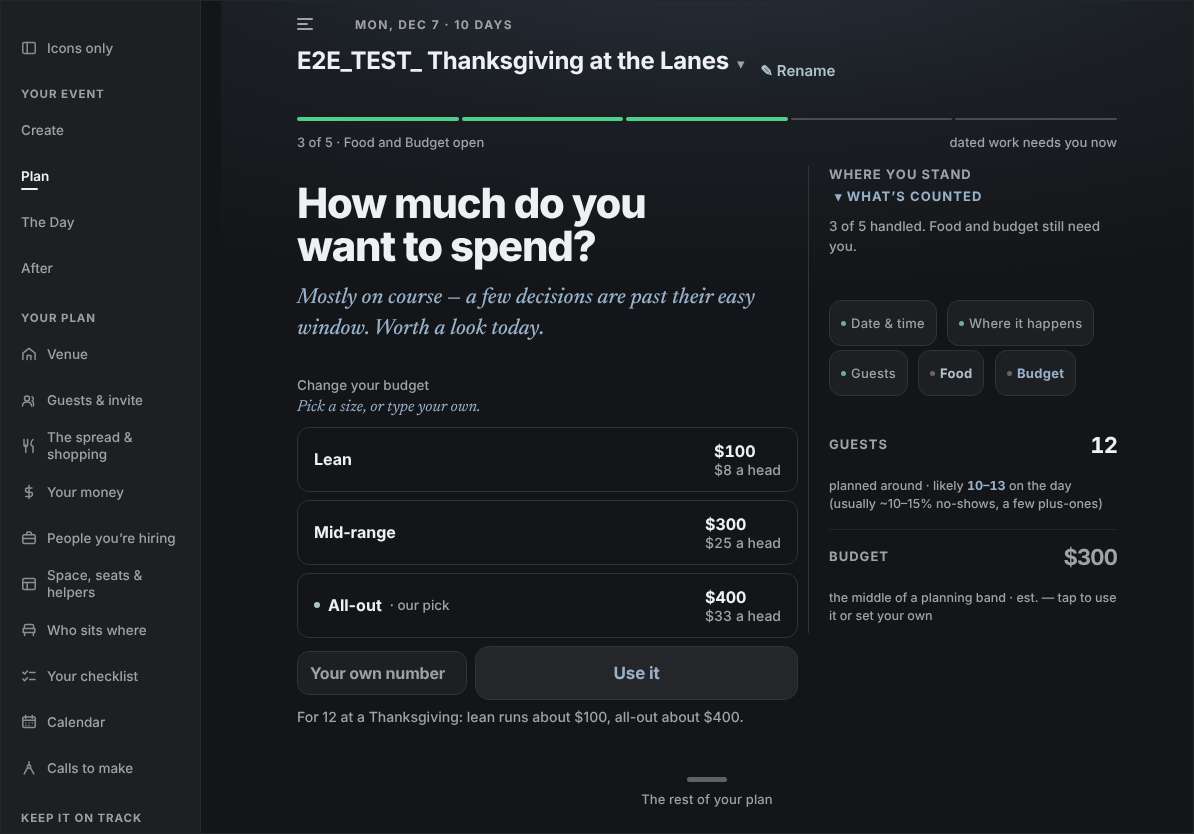 Icons only
YOUR EVENT
Create
Plan
The Day
After
YOUR PLAN
Venue
Guests & invite
The spread &
shopping
Your money
People you’re hiring
Space, seats &
helpers
Who sits where
Your checklist
Calendar
Calls to make
KEEP IT ON TRACK
MON, DEC 7 · 10 DAYS
E2E_TEST_ Thanksgiving at the Lanes ▾
✎ Rename
3 of 5 · Food and Budget open
dated work needs you now
How much do you
want to spend?
Mostly on course — a few decisions are past their easy
window. Worth a look today.
Change your budget
Pick a size, or type your own.
Lean
$100
$8 a head
Mid-range
$300
$25 a head
All-out · our pick
$400
$33 a head
Your own number
Use it
For 12 at a Thanksgiving: lean runs about $100, all-out about $400.
WHERE YOU STAND
▾ WHAT’S COUNTED
3 of 5 handled. Food and budget still need
you.
Date & time
Where it happens
Guests
Food
Budget
GUESTS
12
planned around · likely 10–13 on the day
(usually ~10–15% no-shows, a few plus-ones)
BUDGET
$300
the middle of a planning band · est. — tap to use
it or set your own
The rest of your plan